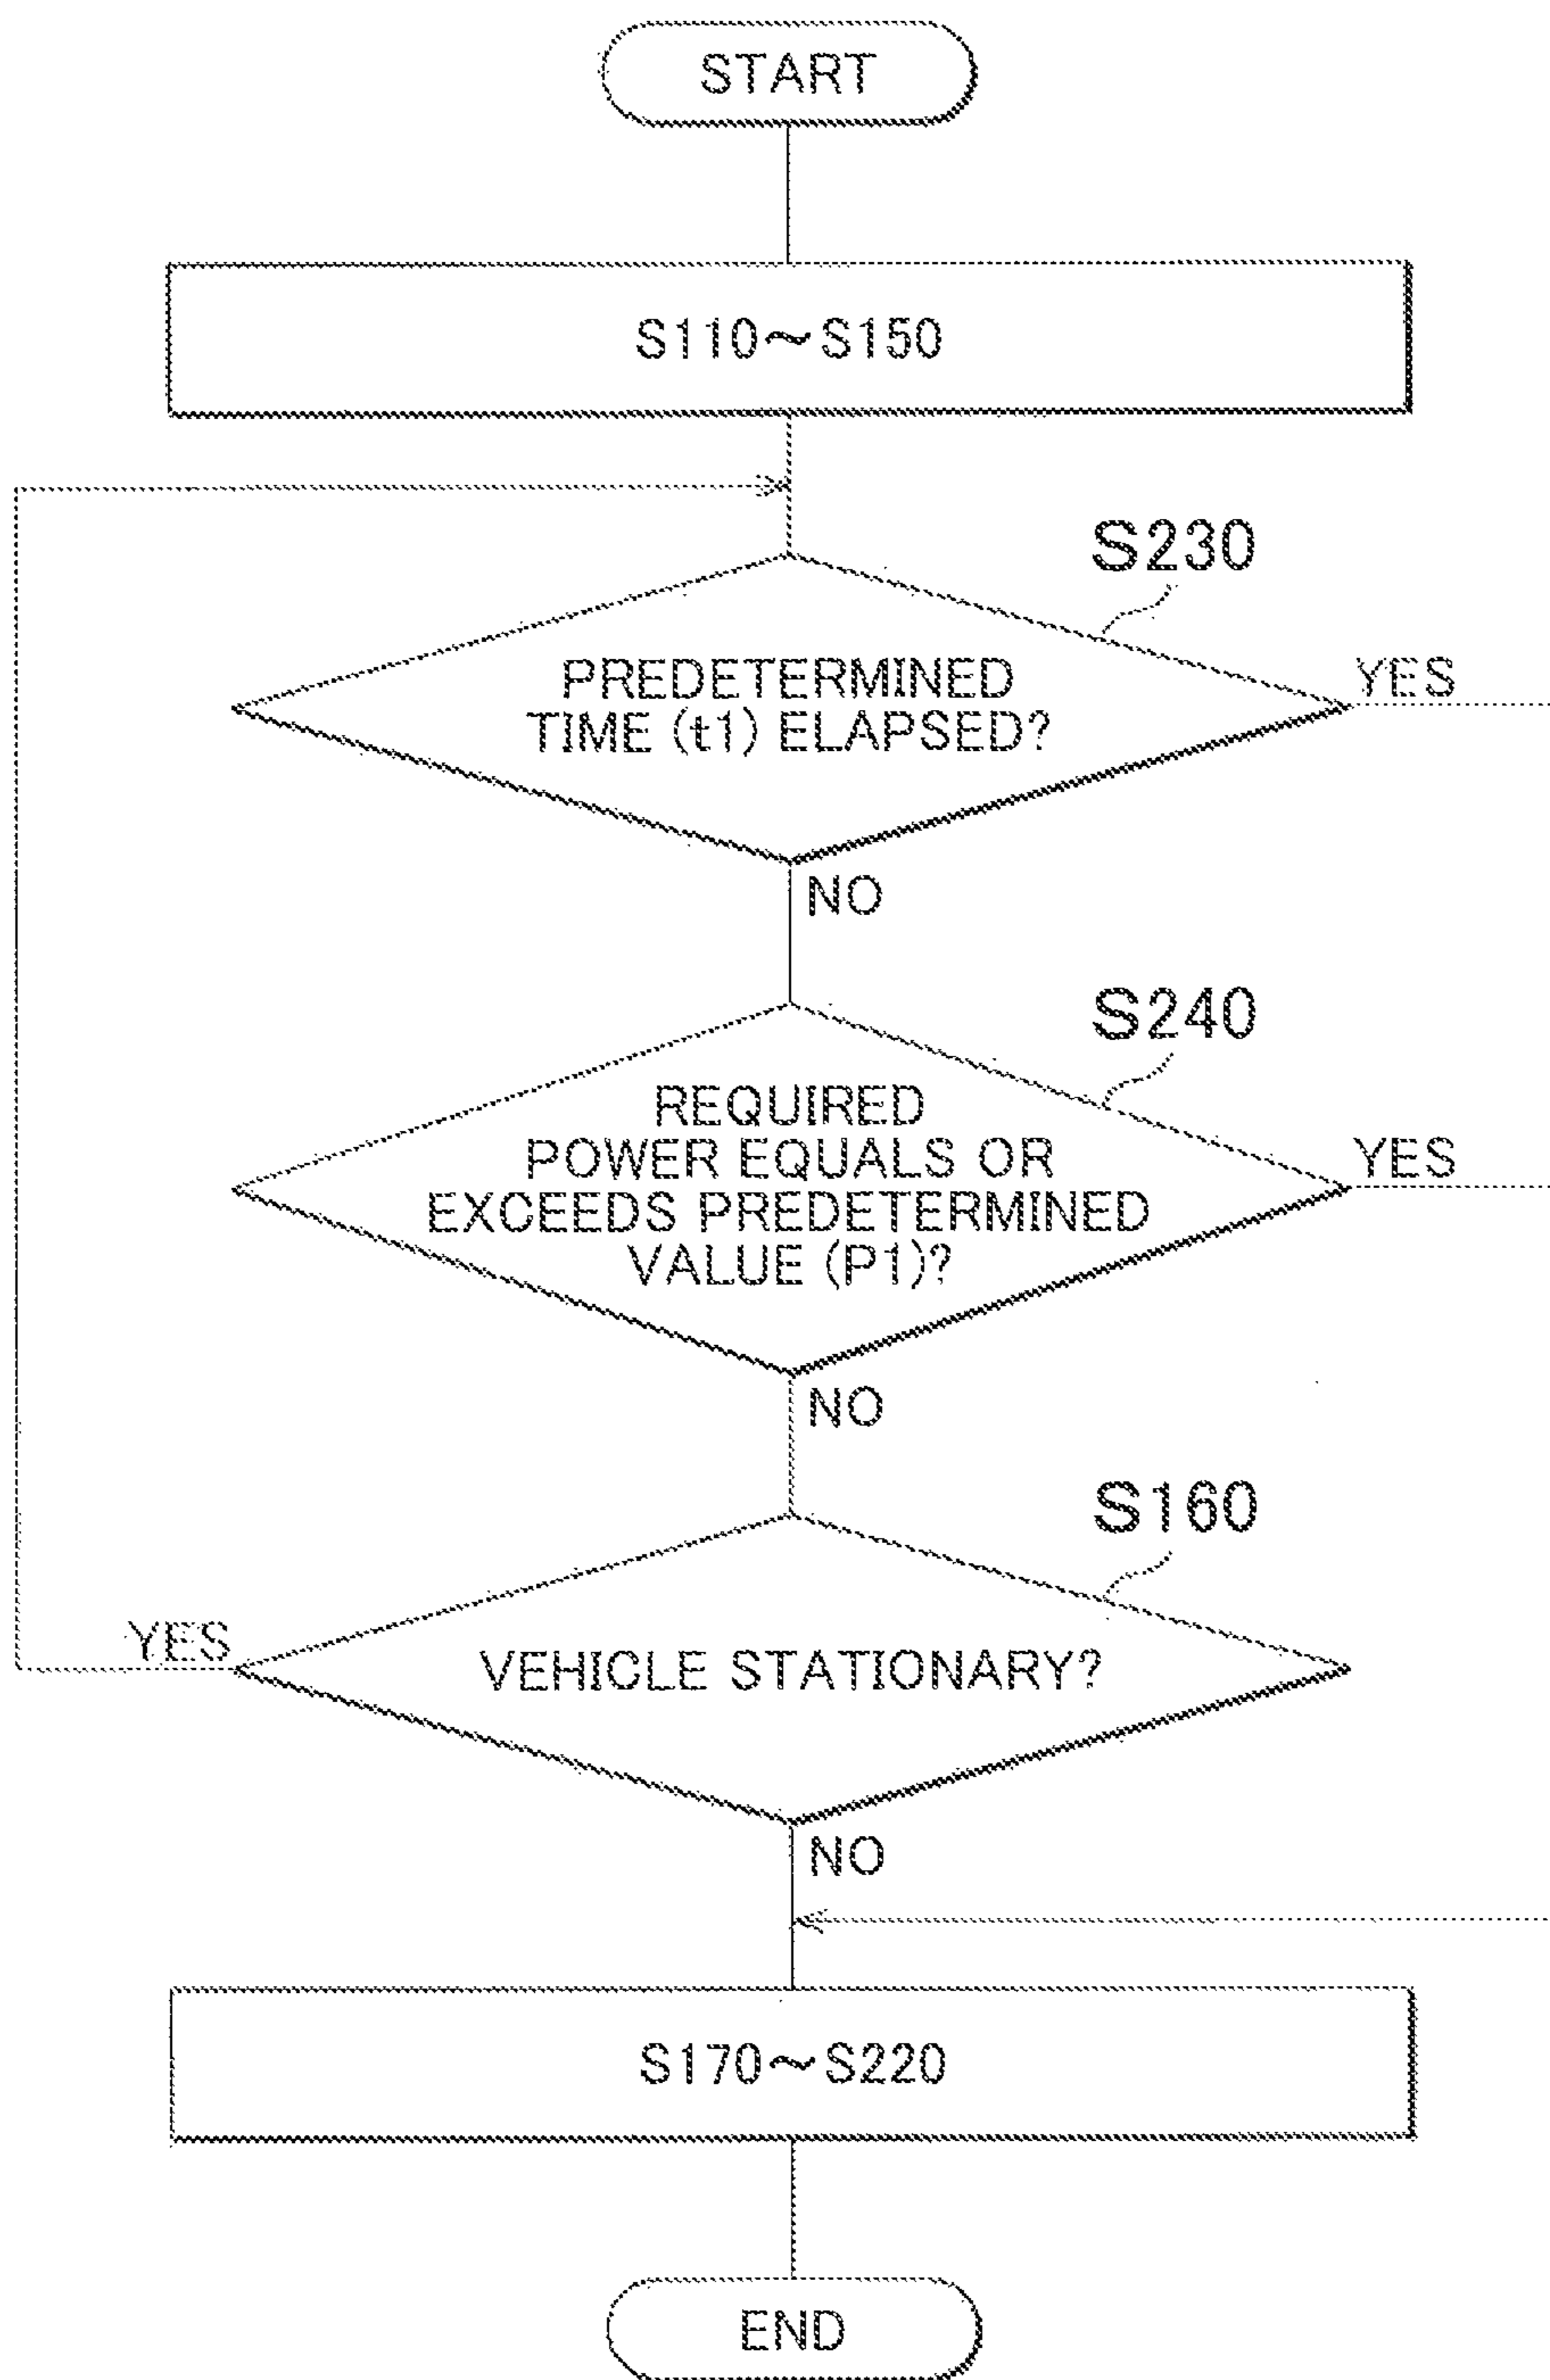 START
S110~S150
S230
PREDETERMINED
TIME (t1) ELAPSED?
YES
NO
S240
REQUIRED
POWER EQUALS OR
EXCEEDS PREDETERMINED
VALUE (P1)?
YES
NO
S160
VEHICLE STATIONARY?
YES
NO
S170~S220
END